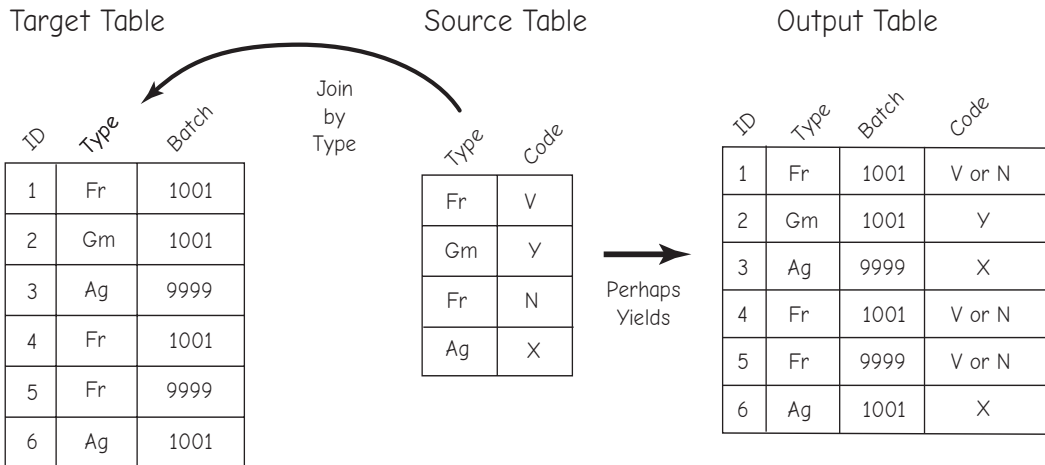 Target Table
Source Table
Output Table
Join
by
Type
ID Type Batch
1 Fr 1001
2 Gm 1001
3 Ag 9999
4 Fr 1001
5 Fr 9999
6 Ag 1001
Type Code
Fr V
Gm Y
Fr N
Ag X
Perhaps
Yields
ID Type Batch Code
1 Fr 1001 V or N
2 Gm 1001 Y
3 Ag 9999 X
4 Fr 1001 V or N
5 Fr 9999 V or N
6 Ag 1001 X